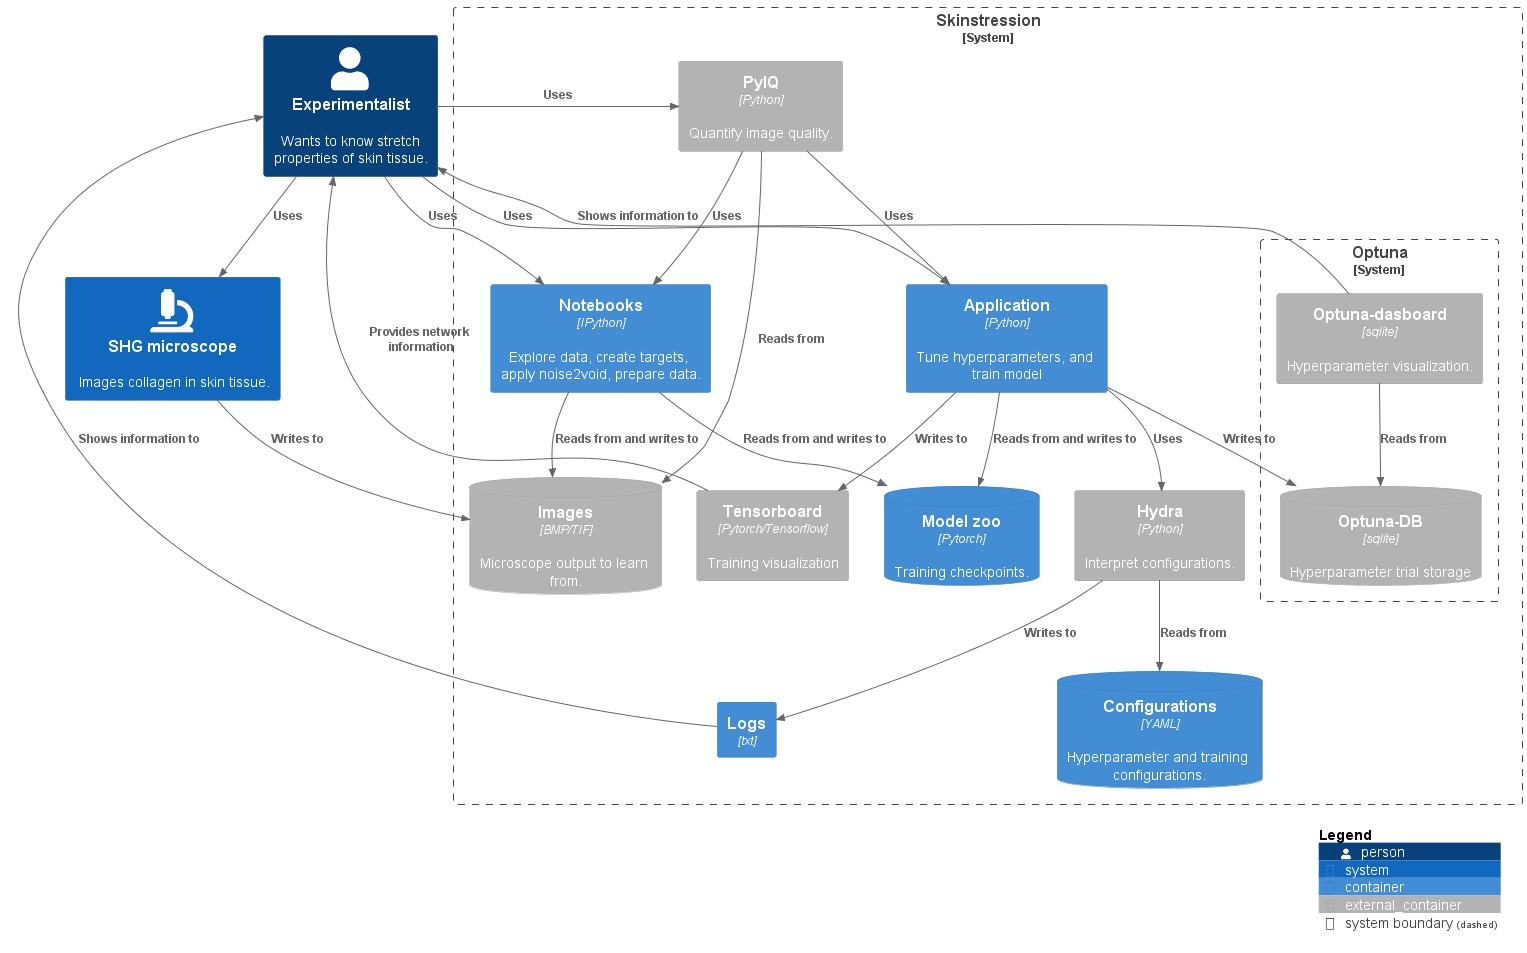 Skinstression
[System]
Experimentalist
Wants to know stretch
properties of skin tissue.
Uses
PyIQ
[Python]
Quantify image quality.
Uses
Uses
Uses
Shows information to
Uses
Uses
Optuna
[System]
SHG microscope
Images collagen in skin tissue.
Provides network
information
Notebooks
[IPython]
Explore data, create targets,
apply noise2void, prepare data.
Reads from
Application
[Python]
Tune hyperparameters, and
train model
Optuna-dasboard
[sqlite]
Hyperparameter visualization.
Shows information to
Writes to
Reads from and writes to
Reads from and writes to
Writes to
Reads from and writes to
Uses
Writes to
Reads from
Images
[BMP/TIF]
Microscope output to learn
from.
Tensorboard
[Pytorch/Tensorflow]
Training visualization
Model zoo
[Pytorch]
Training checkpoints.
Hydra
[Python]
Interpret configurations.
Optuna-DB
[sqlite]
Hyperparameter trial storage
Writes to
Reads from
Logs
[txt]
Configurations
[YAML]
Hyperparameter and training
configurations.
Legend
person
system
container
external_container
system boundary (dashed)